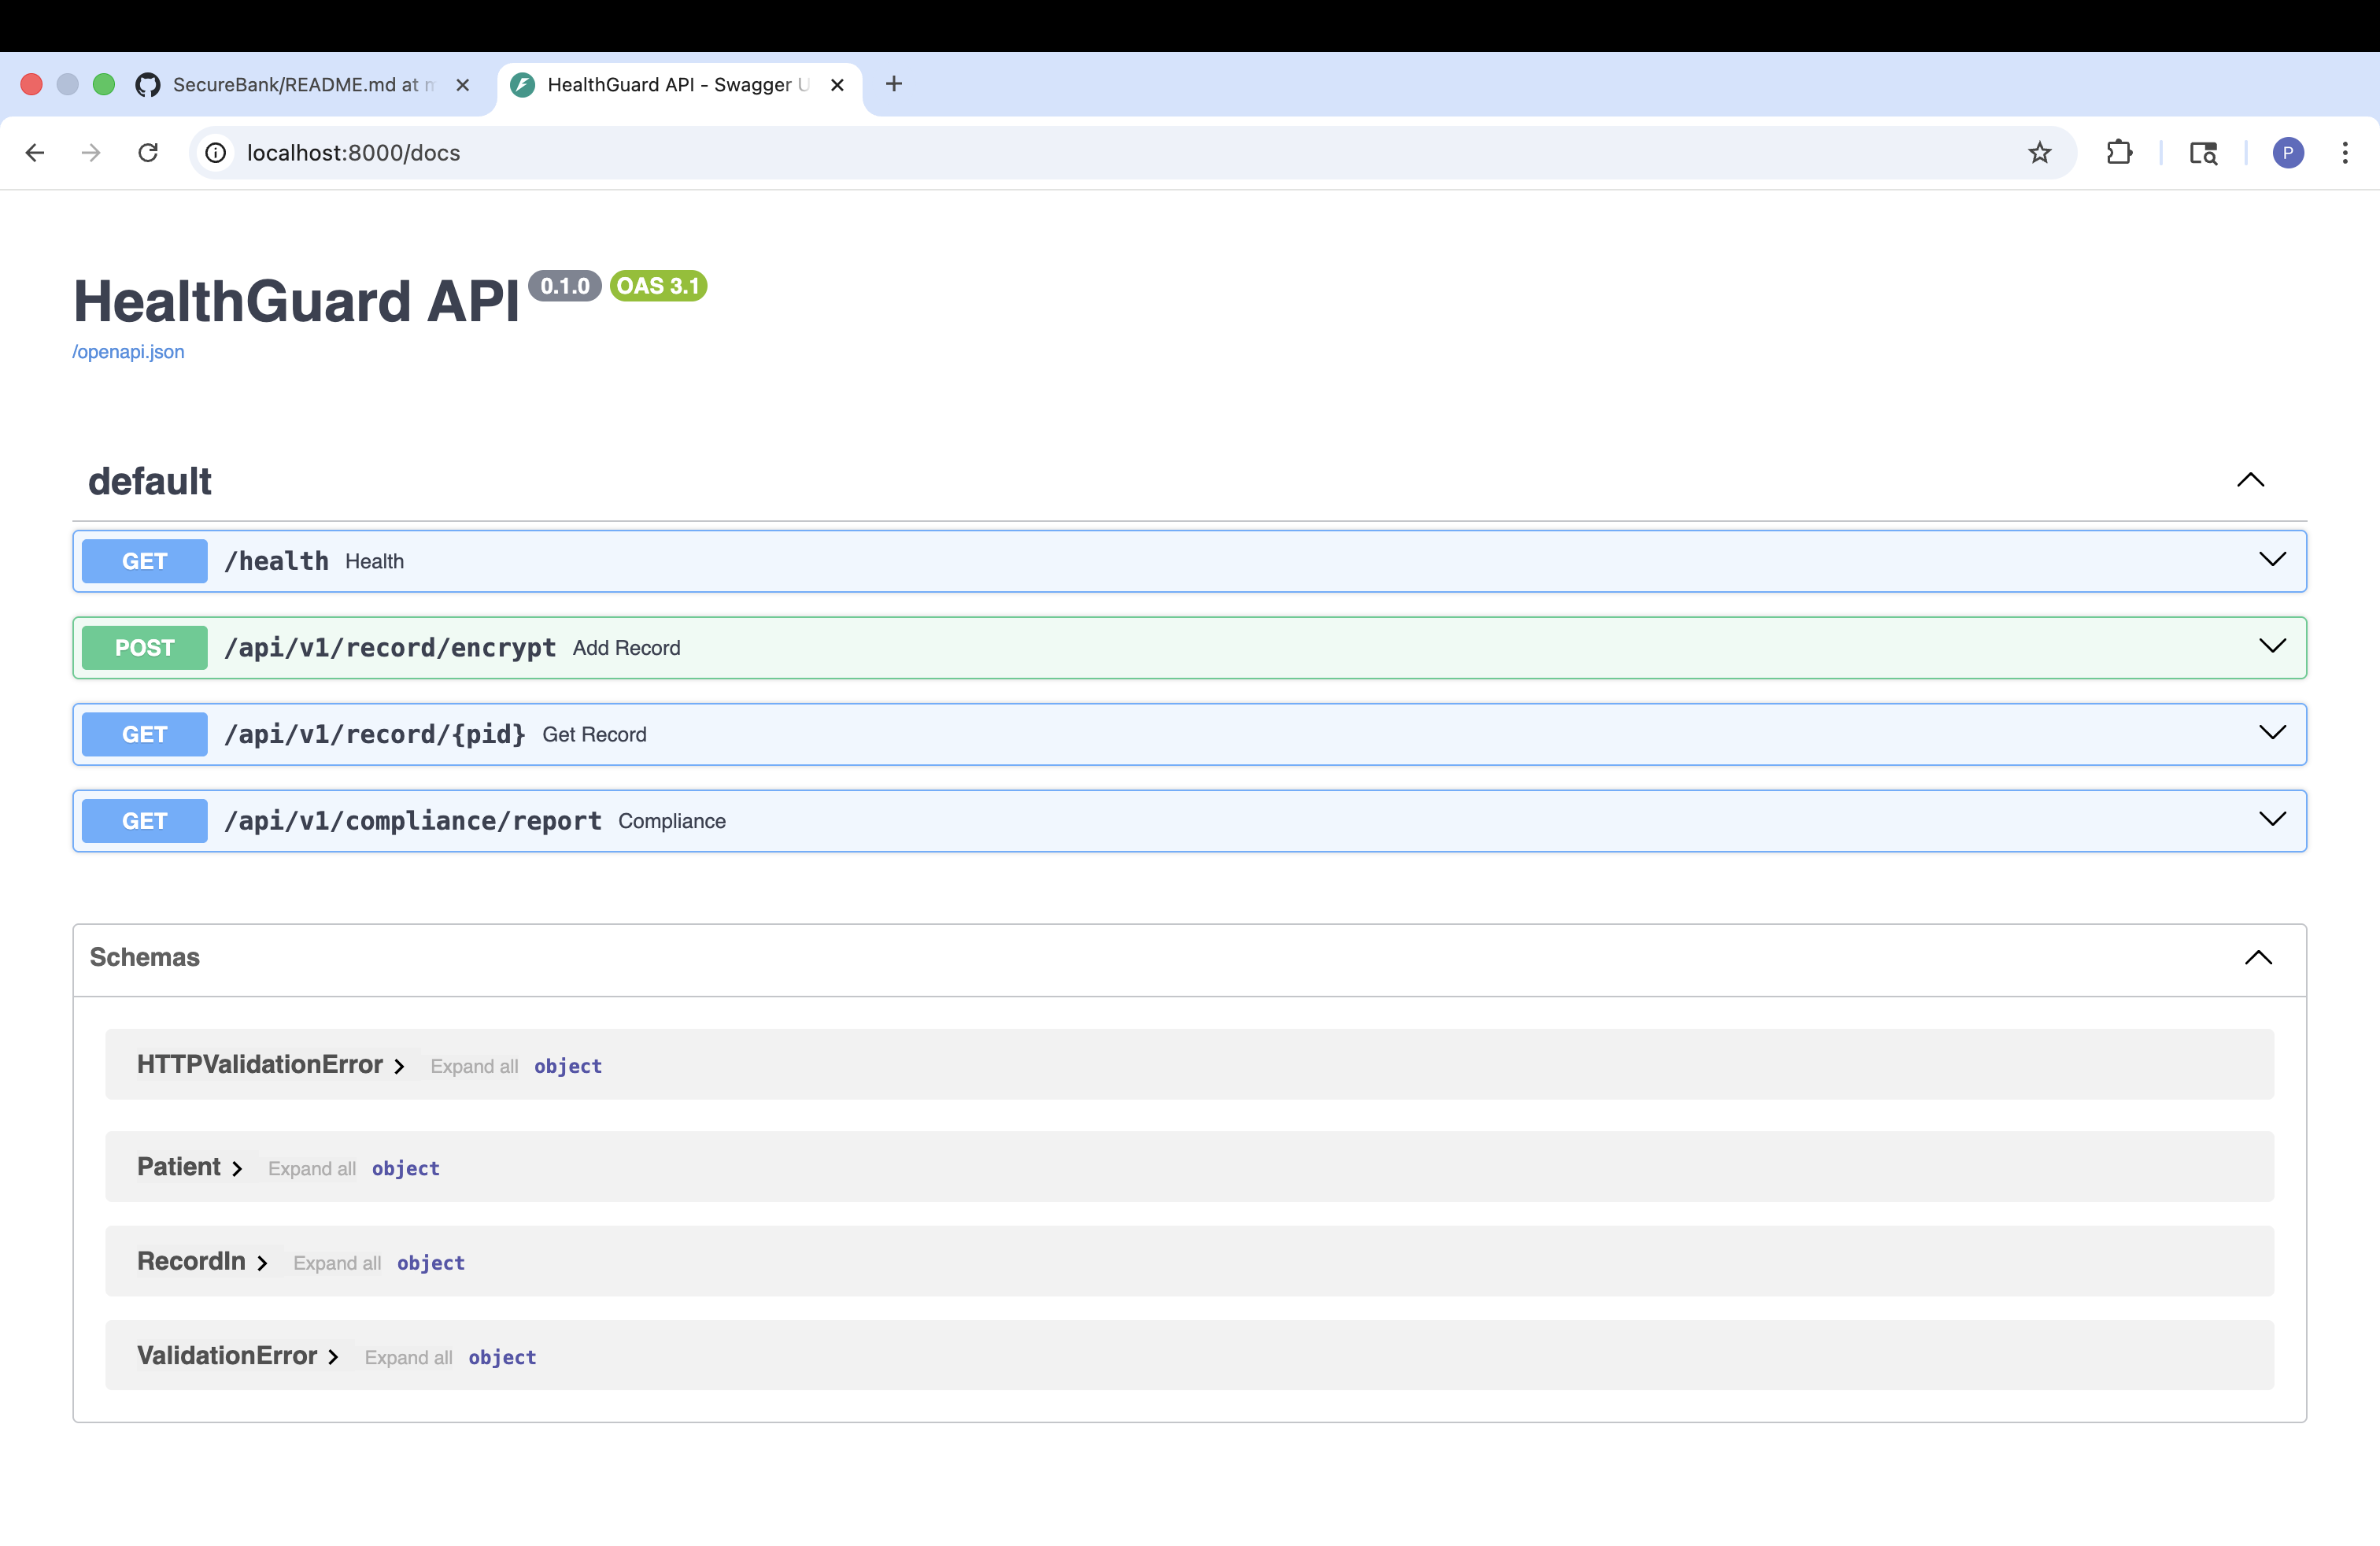 SecureBank/README.md at m
HealthGuard API - Swagger U
localhost:8000/docs
P
HealthGuard API 0.1.0 OAS 3.1
/openapi.json
default
GET /health Health
POST /api/v1/record/encrypt Add Record
GET /api/v1/record/{pid} Get Record
GET /api/v1/compliance/report Compliance
Schemas
HTTPValidationError Expand all object
Patient Expand all object
RecordIn Expand all object
ValidationError Expand all object